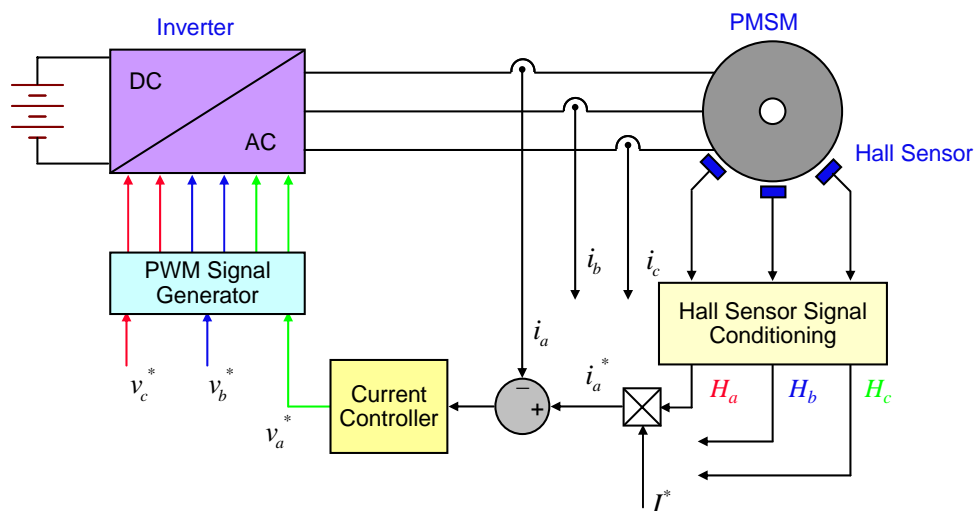 Inverter
PMSM
DC
AC
Hall Sensor
PWM Signal
Generator
i_b
i_c
Hall Sensor Signal
Conditioning
i_a
i_a^*
v_c^*
v_b^*
v_a^*
Current
Controller
−
+
H_a
H_b
H_c
I^*